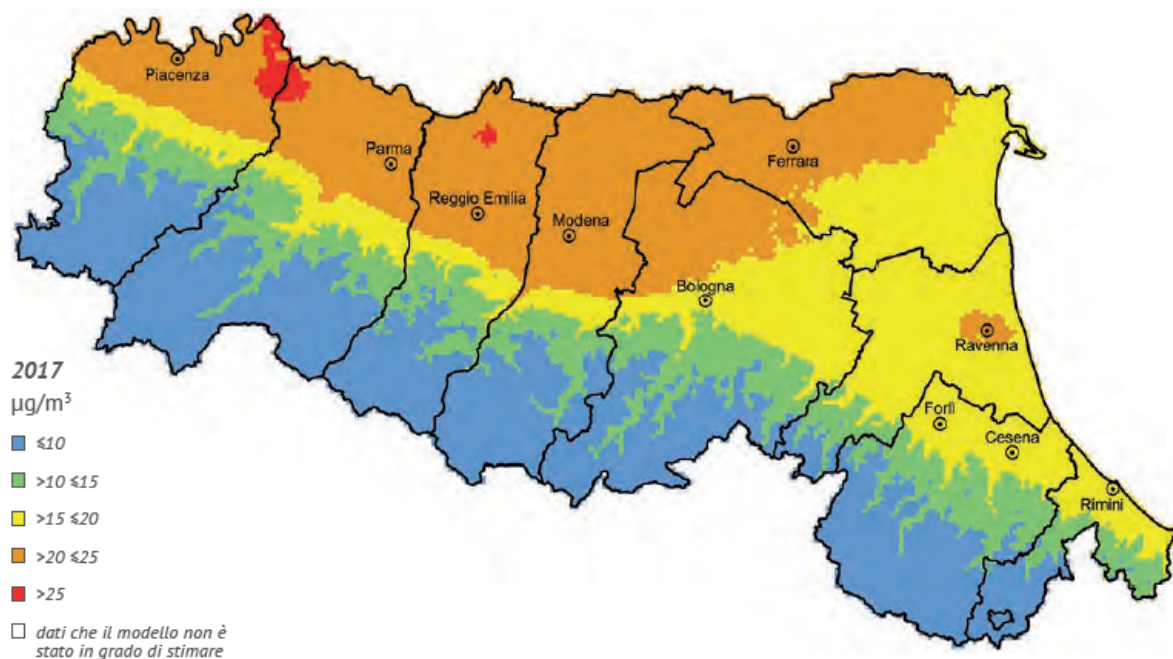 Piacenza
Parma
Reggio Emilia
Modena
Ferrara
Bologna
Ravenna
Forlì
Cesena
Rimini
2017
µg/m³
≤10
>10 ≤15
>15 ≤20
>20 ≤25
>25
dati che il modello non è
stato in grado di stimare